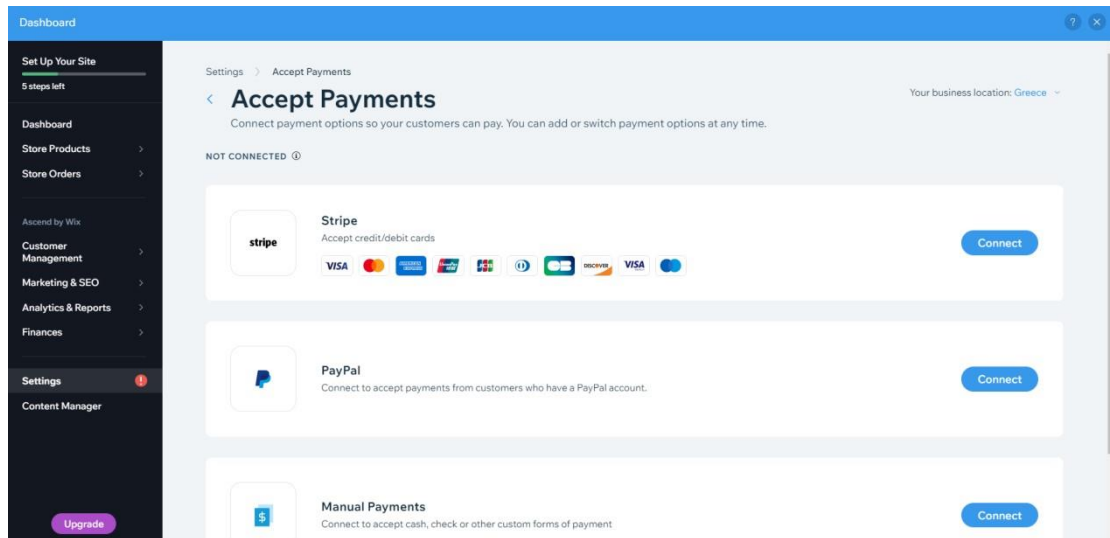 Dashboard
?
Set Up Your Site
5 steps left
Dashboard
Store Products
Store Orders
Ascend by Wix
Customer
Management
Marketing & SEO
Analytics & Reports
Finances
Settings
!
Content Manager
Upgrade
Settings > Accept Payments
Accept Payments
Your business location: Greece
Connect payment options so your customers can pay. You can add or switch payment options at any time.
NOT CONNECTED
stripe
Stripe
Accept credit/debit cards
VISA
JCB
DISCOVER
VISA
Connect
PayPal
Connect to accept payments from customers who have a PayPal account.
Connect
$
Manual Payments
Connect to accept cash, check or other custom forms of payment
Connect